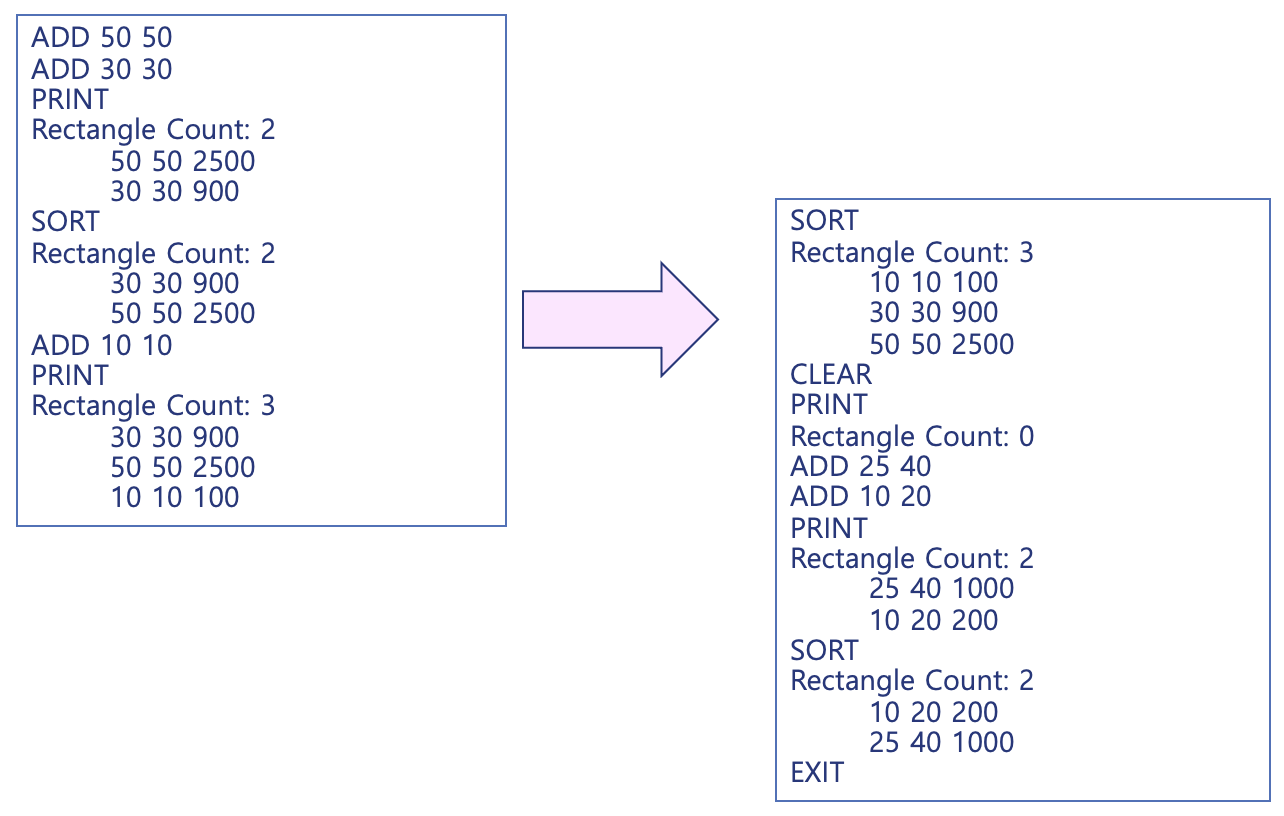 ADD 50 50
ADD 30 30
PRINT
Rectangle Count: 2
50 50 2500
30 30 900
SORT
Rectangle Count: 2
30 30 900
50 50 2500
ADD 10 10
PRINT
Rectangle Count: 3
30 30 900
50 50 2500
10 10 100
SORT
Rectangle Count: 3
10 10 100
30 30 900
50 50 2500
CLEAR
PRINT
Rectangle Count: 0
ADD 25 40
ADD 10 20
PRINT
Rectangle Count: 2
25 40 1000
10 20 200
SORT
Rectangle Count: 2
10 20 200
25 40 1000
EXIT